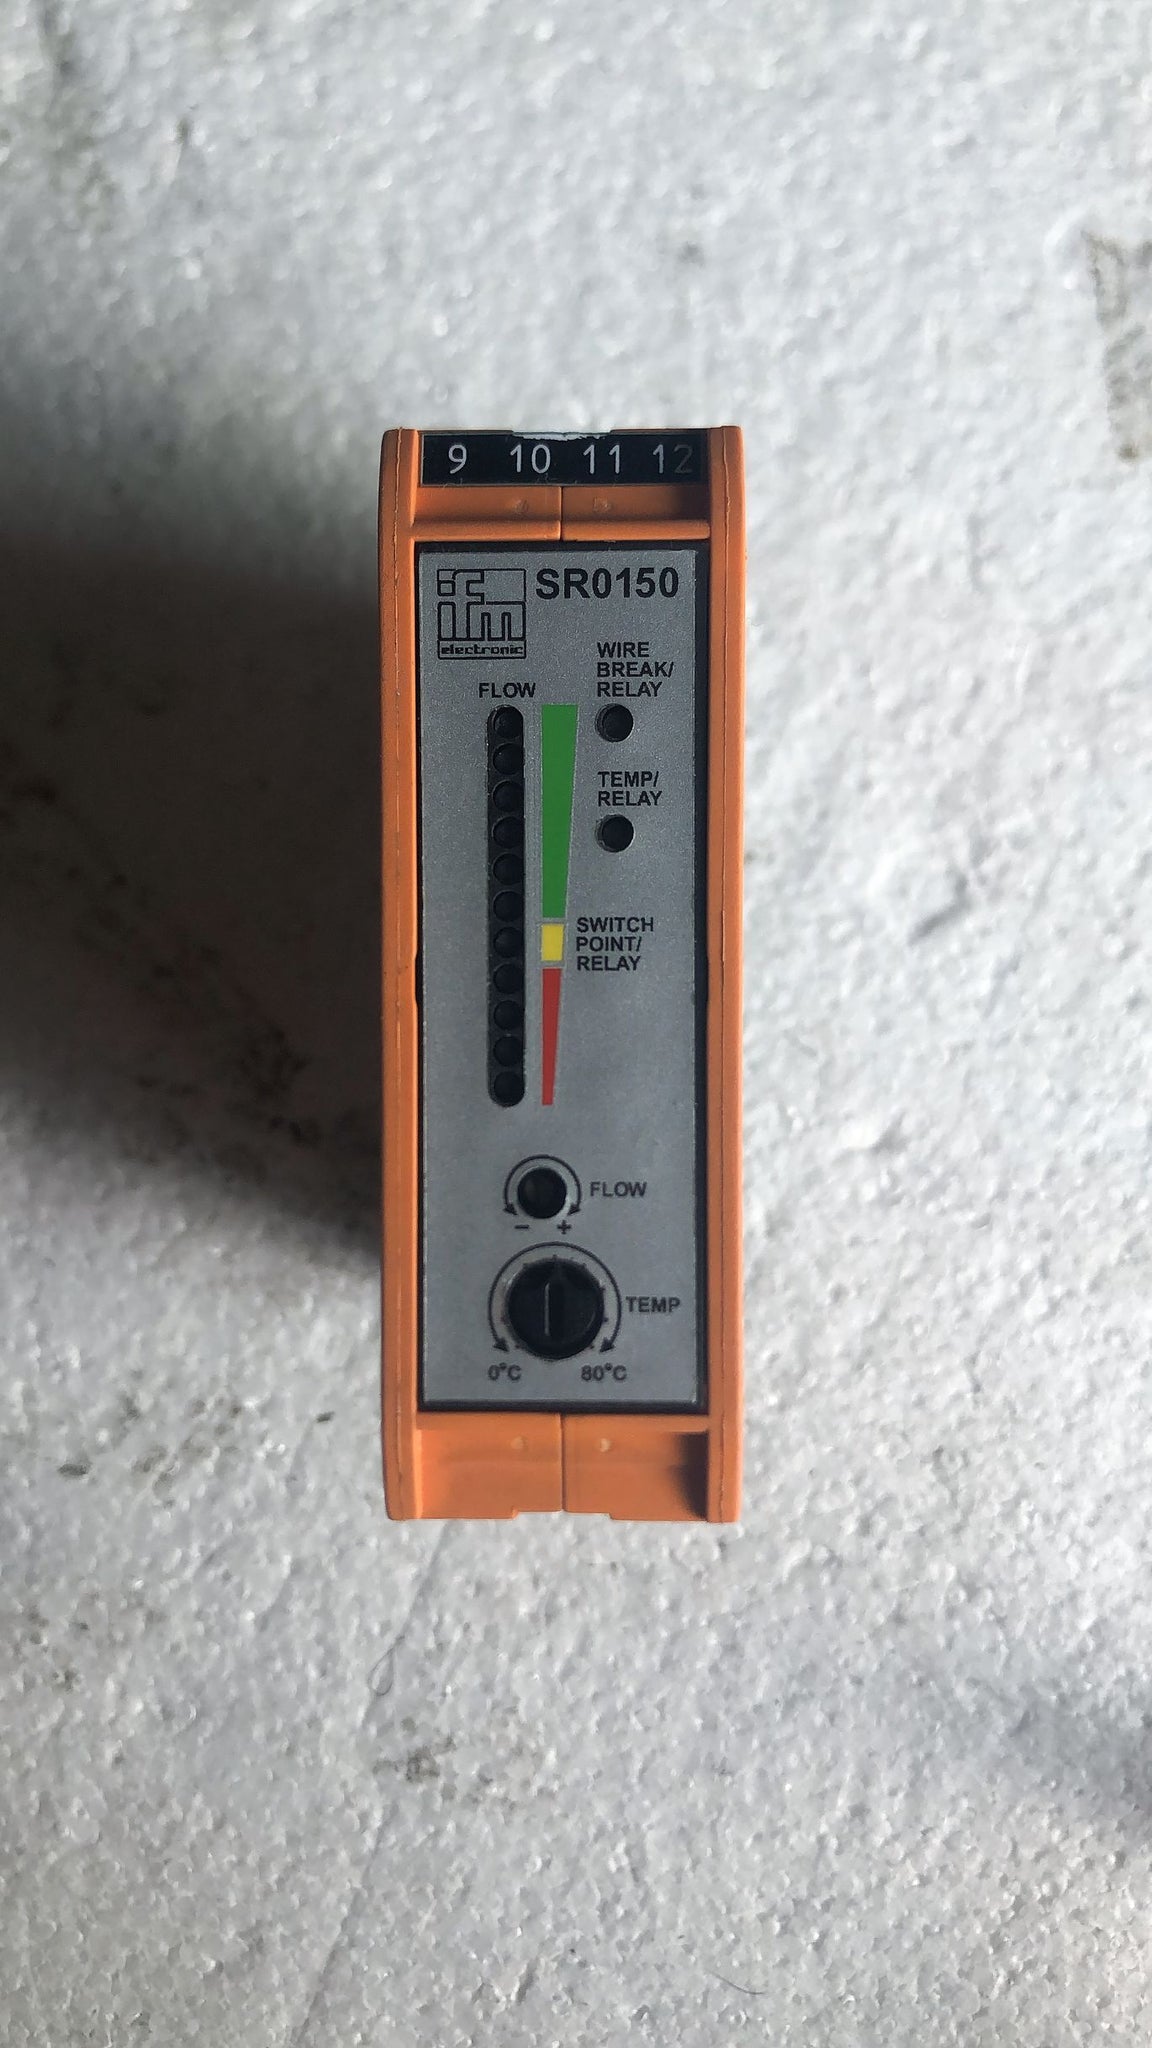 9 10 11 12
ifm
electronic
SR0150
WIRE
BREAK/
RELAY
FLOW
TEMP/
RELAY
SWITCH
POINT/
RELAY
FLOW
- +
TEMP
0°C 80°C